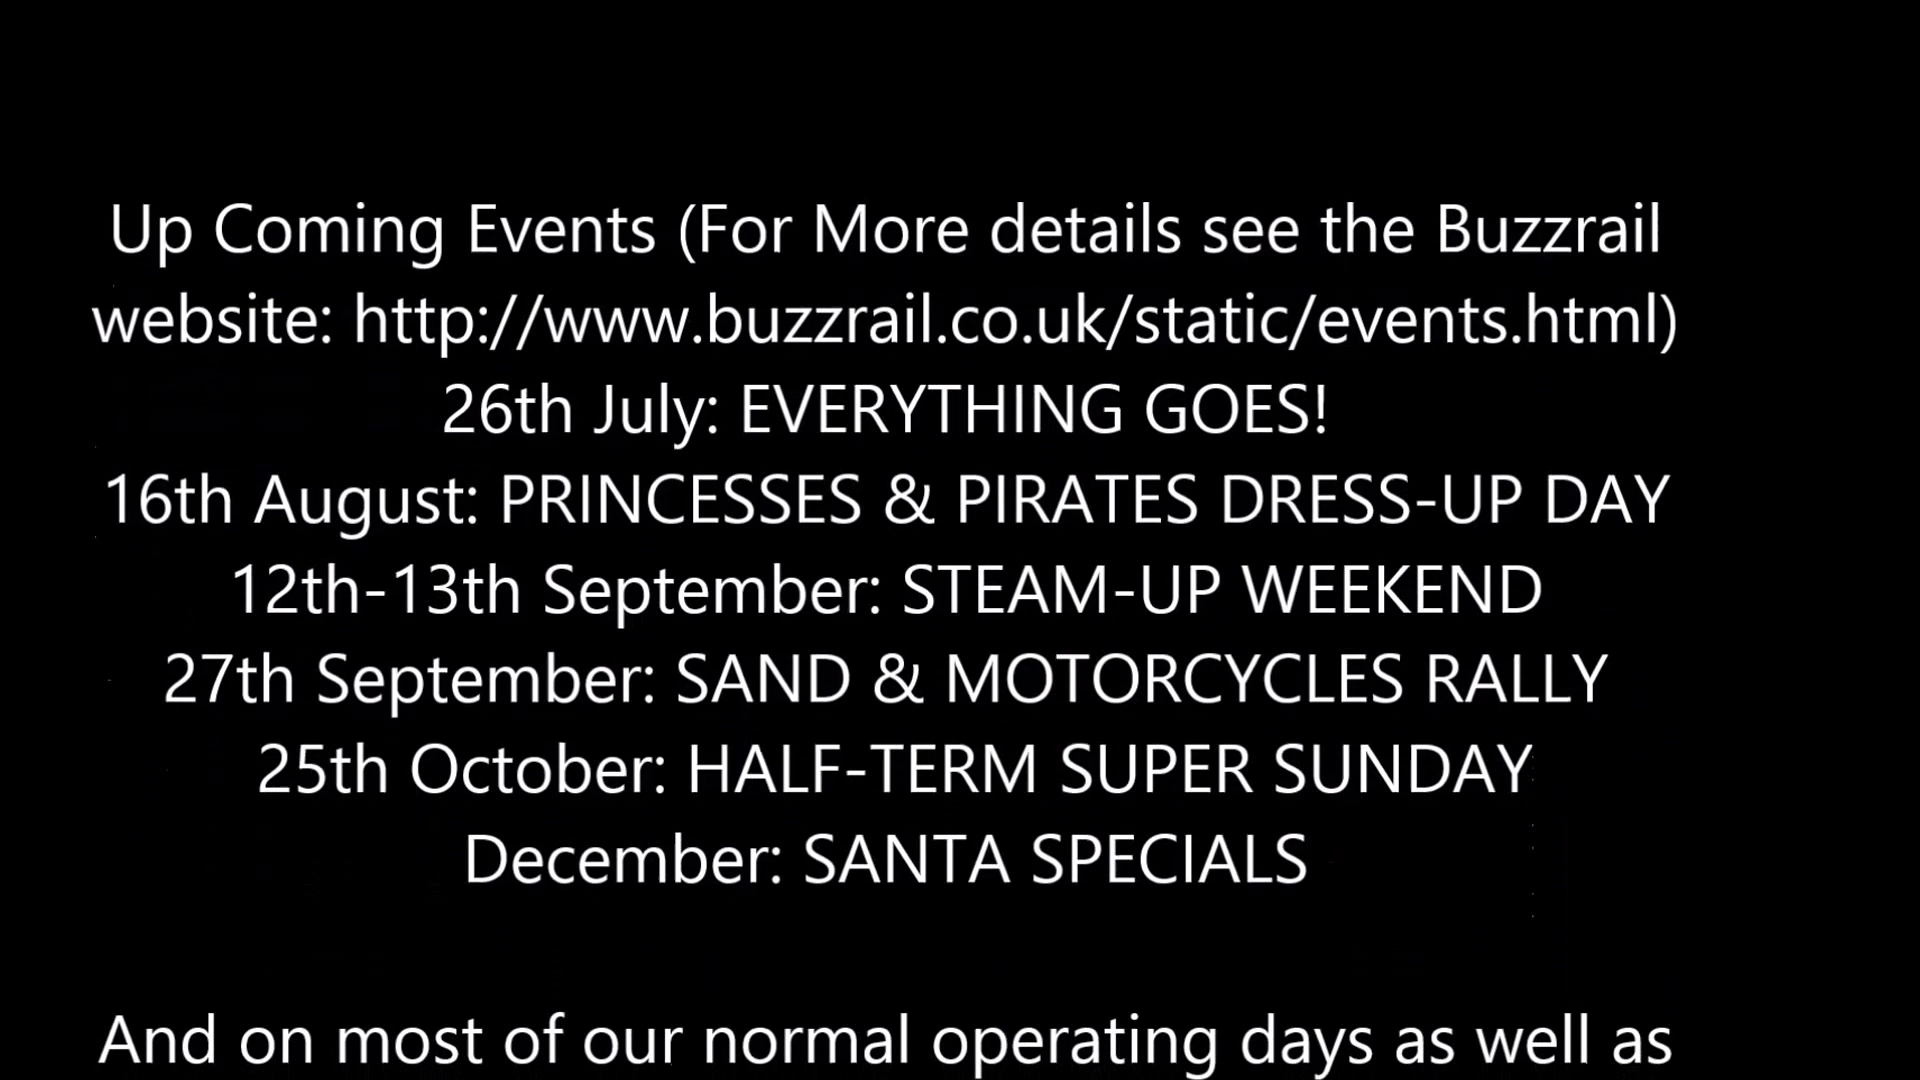 Up Coming Events (For More details see the Buzzrail
website: http://www.buzzrail.co.uk/static/events.html)
26th July: EVERYTHING GOES!
16th August: PRINCESSES & PIRATES DRESS-UP DAY
12th-13th September: STEAM-UP WEEKEND
27th September: SAND & MOTORCYCLES RALLY
25th October: HALF-TERM SUPER SUNDAY
December: SANTA SPECIALS
And on most of our normal operating days as well as